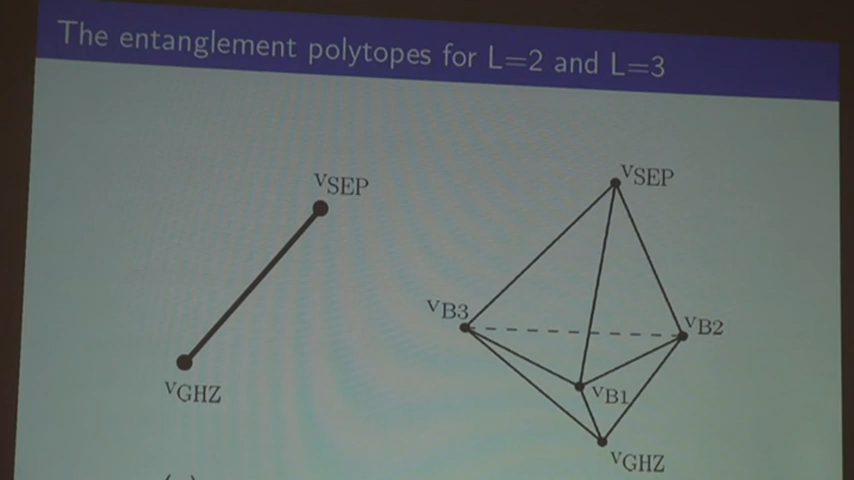 The entanglement polytopes for L=2 and L=3
vSEP
vSEP
vB3
vB2
vGHZ
vB1
vGHZ